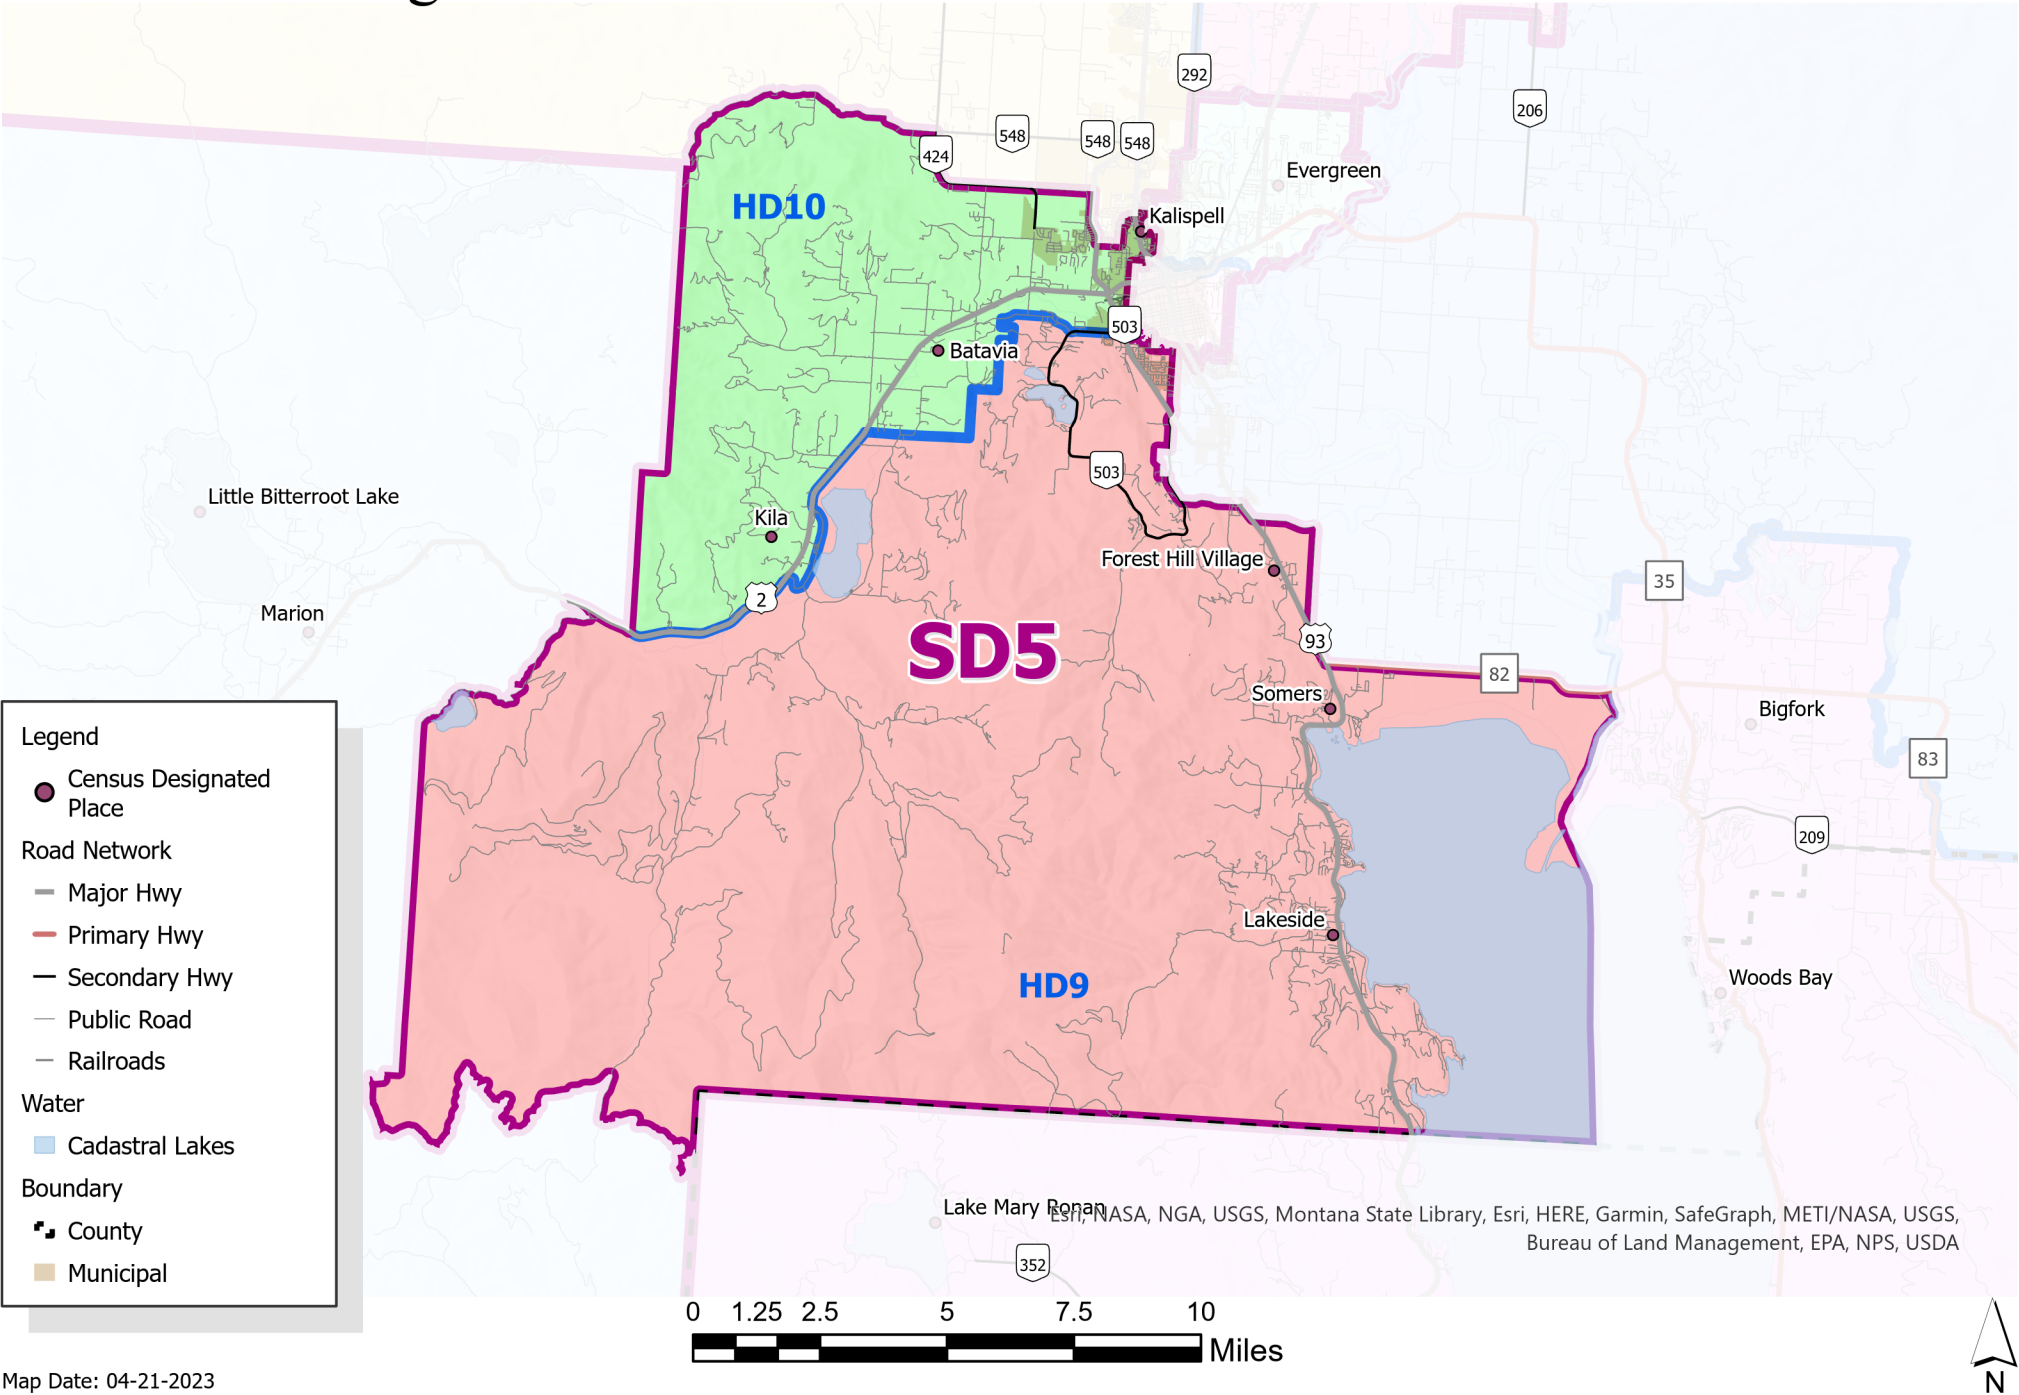 292
206
548
548
548
424
Evergreen
HD10
Kalispell
503
Batavia
503
Little Bitterroot Lake
Kila
Forest Hill Village
35
2
Marion
SD5
93
82
Somers
Bigfork
83
209
Lakeside
Woods Bay
HD9
Legend
Census Designated
Place
Road Network
Major Hwy
Primary Hwy
Secondary Hwy
Public Road
Railroads
Water
Cadastral Lakes
Boundary
County
Municipal
Lake Mary Ronan
Esri, NASA, NGA, USGS, Montana State Library, Esri, HERE, Garmin, SafeGraph, METI/NASA, USGS,
Bureau of Land Management, EPA, NPS, USDA
352
0 1.25 2.5 5 7.5 10
Miles
N
Map Date: 04-21-2023